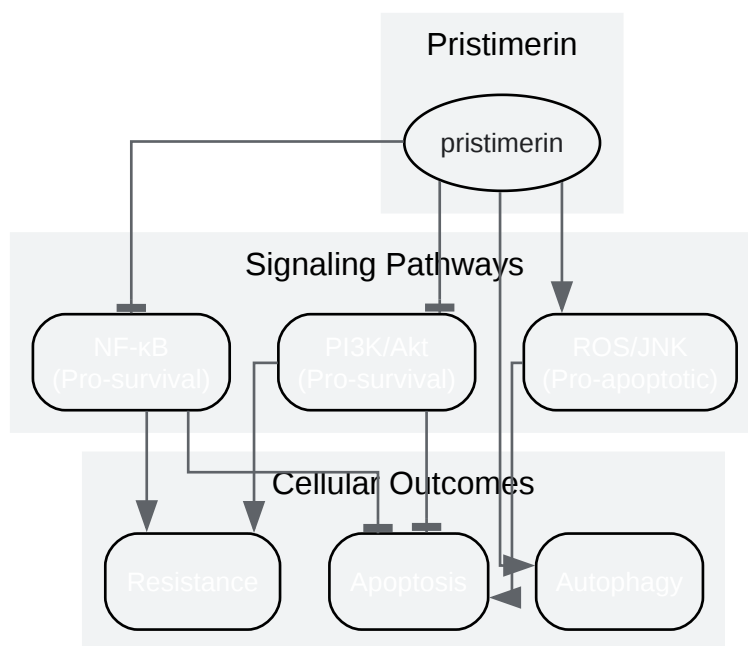 Pristimerin
pristimerin
Signaling Pathways
NF-κB
(Pro-survival)
PI3K/Akt
(Pro-survival)
ROS/JNK
(Pro-apoptotic)
Cellular Outcomes
Resistance
Apoptosis
Autophagy